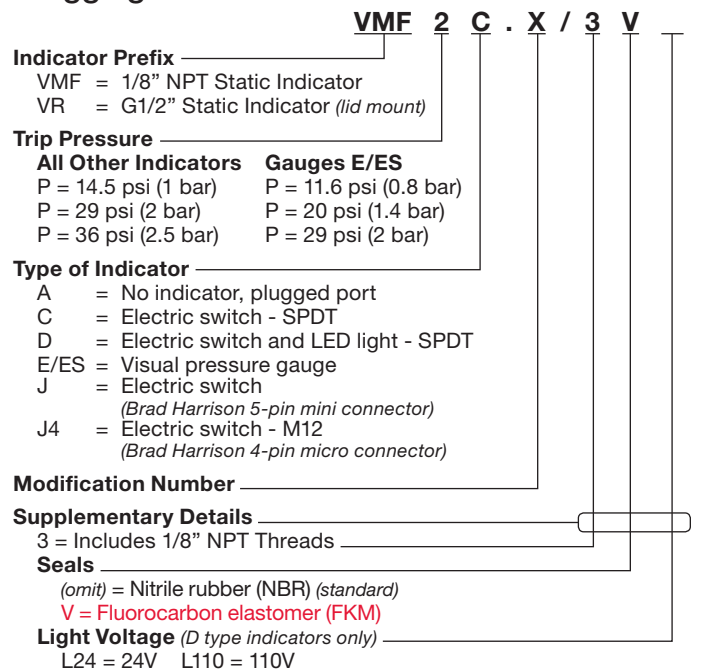 VMF 2 C . X / 3 V
Indicator Prefix
VMF = 1/8" NPT Static Indicator
VR = G1/2" Static Indicator (lid mount)
Trip Pressure
All Other Indicators Gauges E/ES
P = 14.5 psi (1 bar) P = 11.6 psi (0.8 bar)
P = 29 psi (2 bar) P = 20 psi (1.4 bar)
P = 36 psi (2.5 bar) P = 29 psi (2 bar)
Type of Indicator
A = No indicator, plugged port
C = Electric switch - SPDT
D = Electric switch and LED light - SPDT
E/ES = Visual pressure gauge
J = Electric switch
(Brad Harrison 5-pin mini connector)
J4 = Electric switch - M12
(Brad Harrison 4-pin micro connector)
Modification Number
Supplementary Details
3 = Includes 1/8" NPT Threads
Seals
(omit) = Nitrile rubber (NBR) (standard)
V = Fluorocarbon elastomer (FKM)
Light Voltage (D type indicators only)
L24 = 24V L110 = 110V